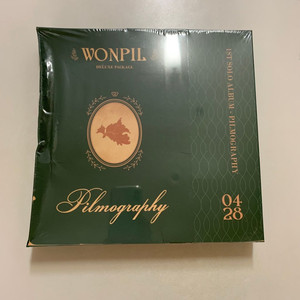 WONPIL
DELUXE PACKAGE
1ST SOLO ALBUM · PILMOGRAPHY
Pilmography
04
28